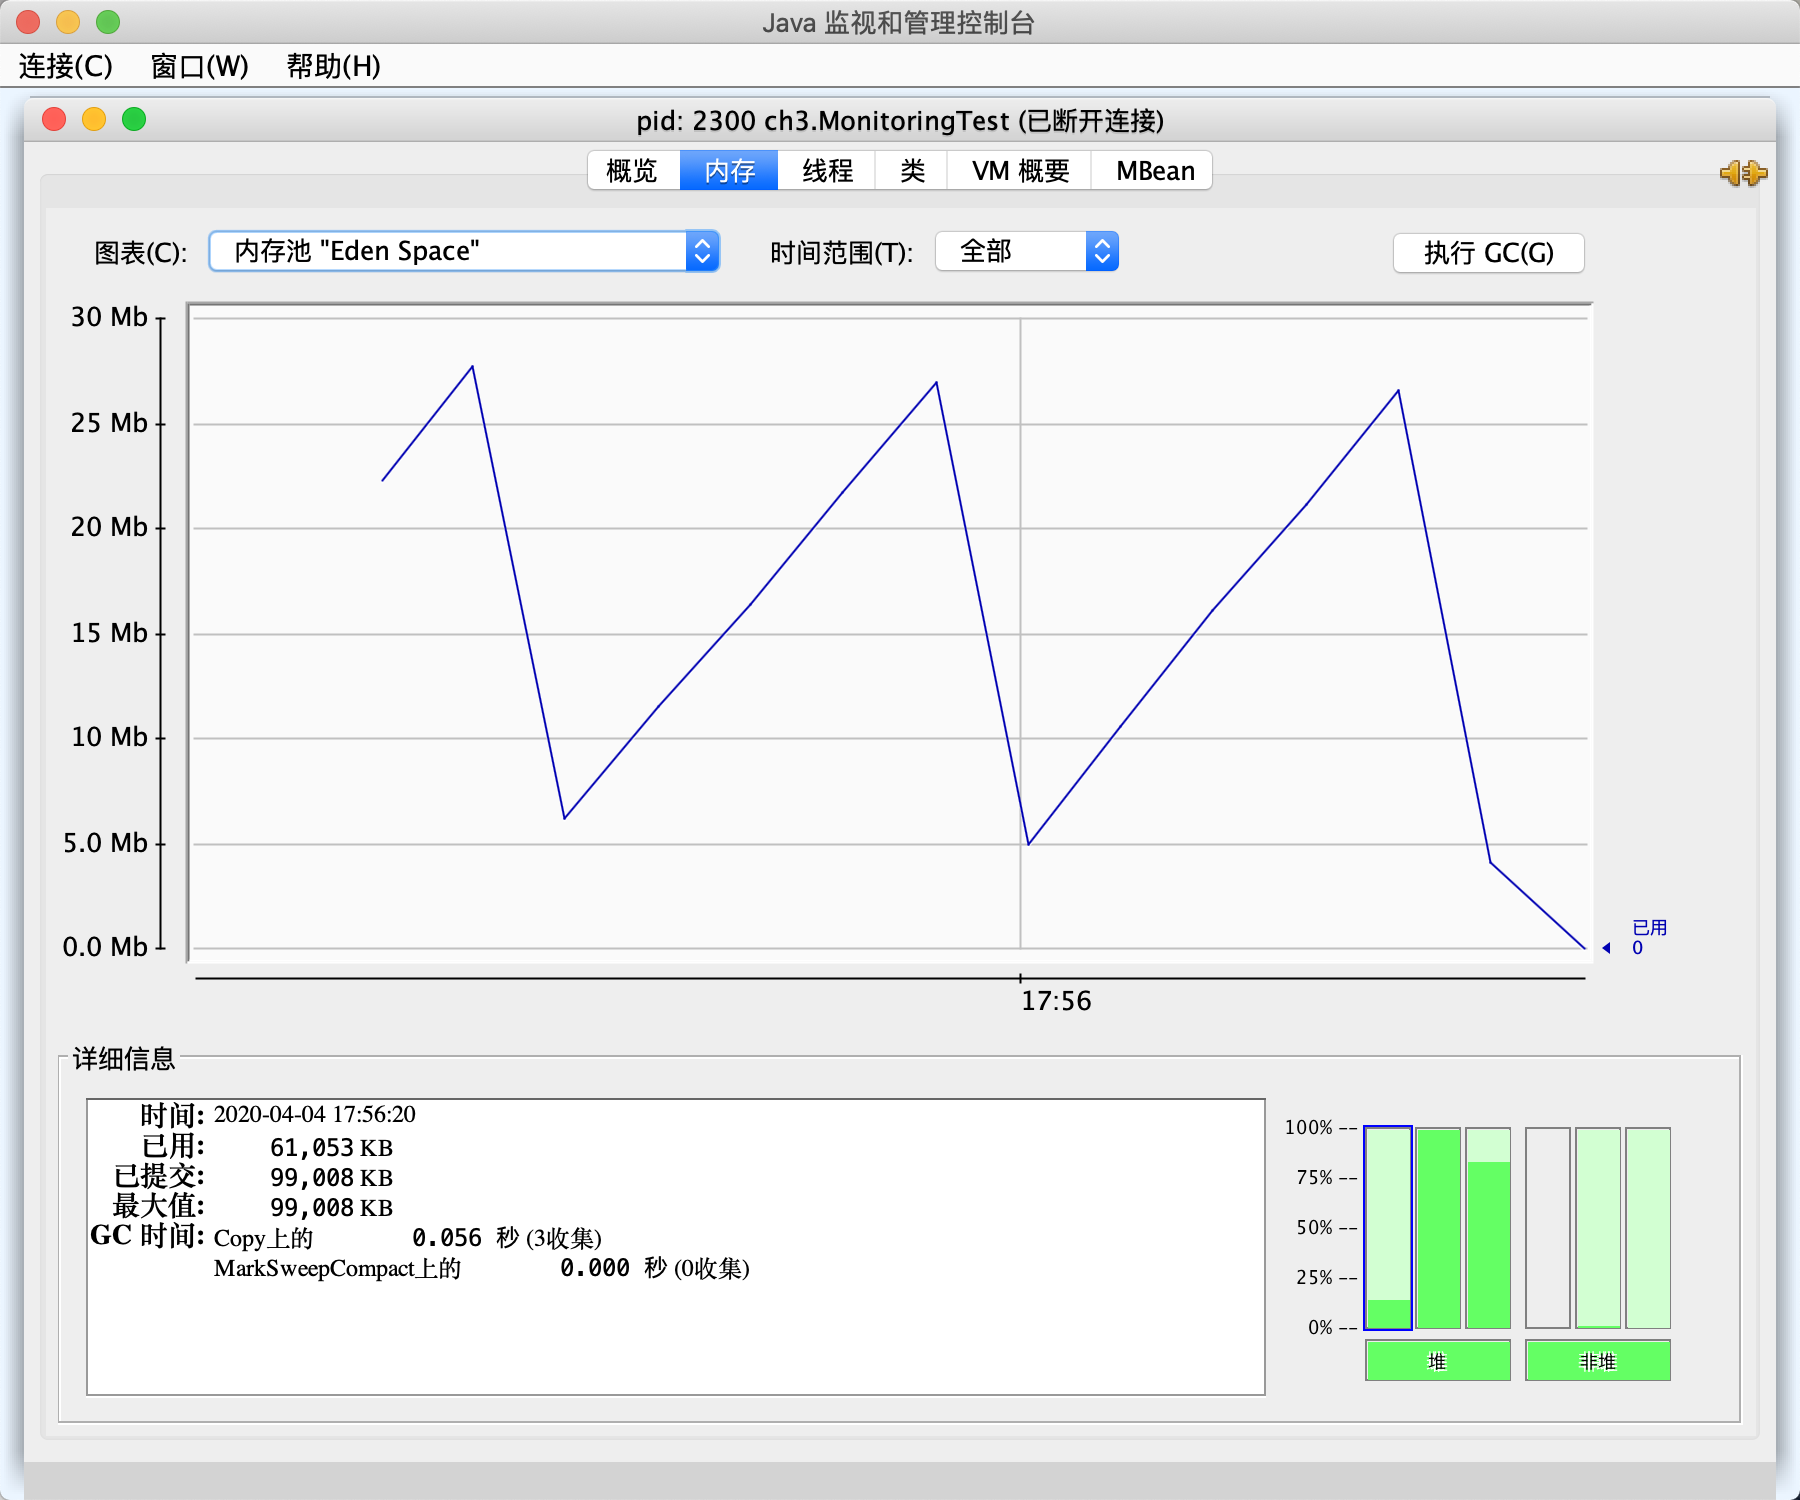 Java 监视和管理控制台
连接(C) 窗口(W) 帮助(H)
pid: 2300 ch3.MonitoringTest (已断开连接)
概览 内存 线程 类 VM 概要 MBean
图表(C): 内存池 "Eden Space" 时间范围(T): 全部 执行 GC(G)
30 Mb
25 Mb
20 Mb
15 Mb
10 Mb
5.0 Mb
0.0 Mb
已用
0
17:56
详细信息
时间: 2020-04-04 17:56:20
已用: 61,053 KB
已提交: 99,008 KB
最大值: 99,008 KB
GC 时间: Copy上的 0.056 秒 (3收集)
MarkSweepCompact上的 0.000 秒 (0收集)
100% --
75% --
50% --
25% --
0% --
堆 非堆